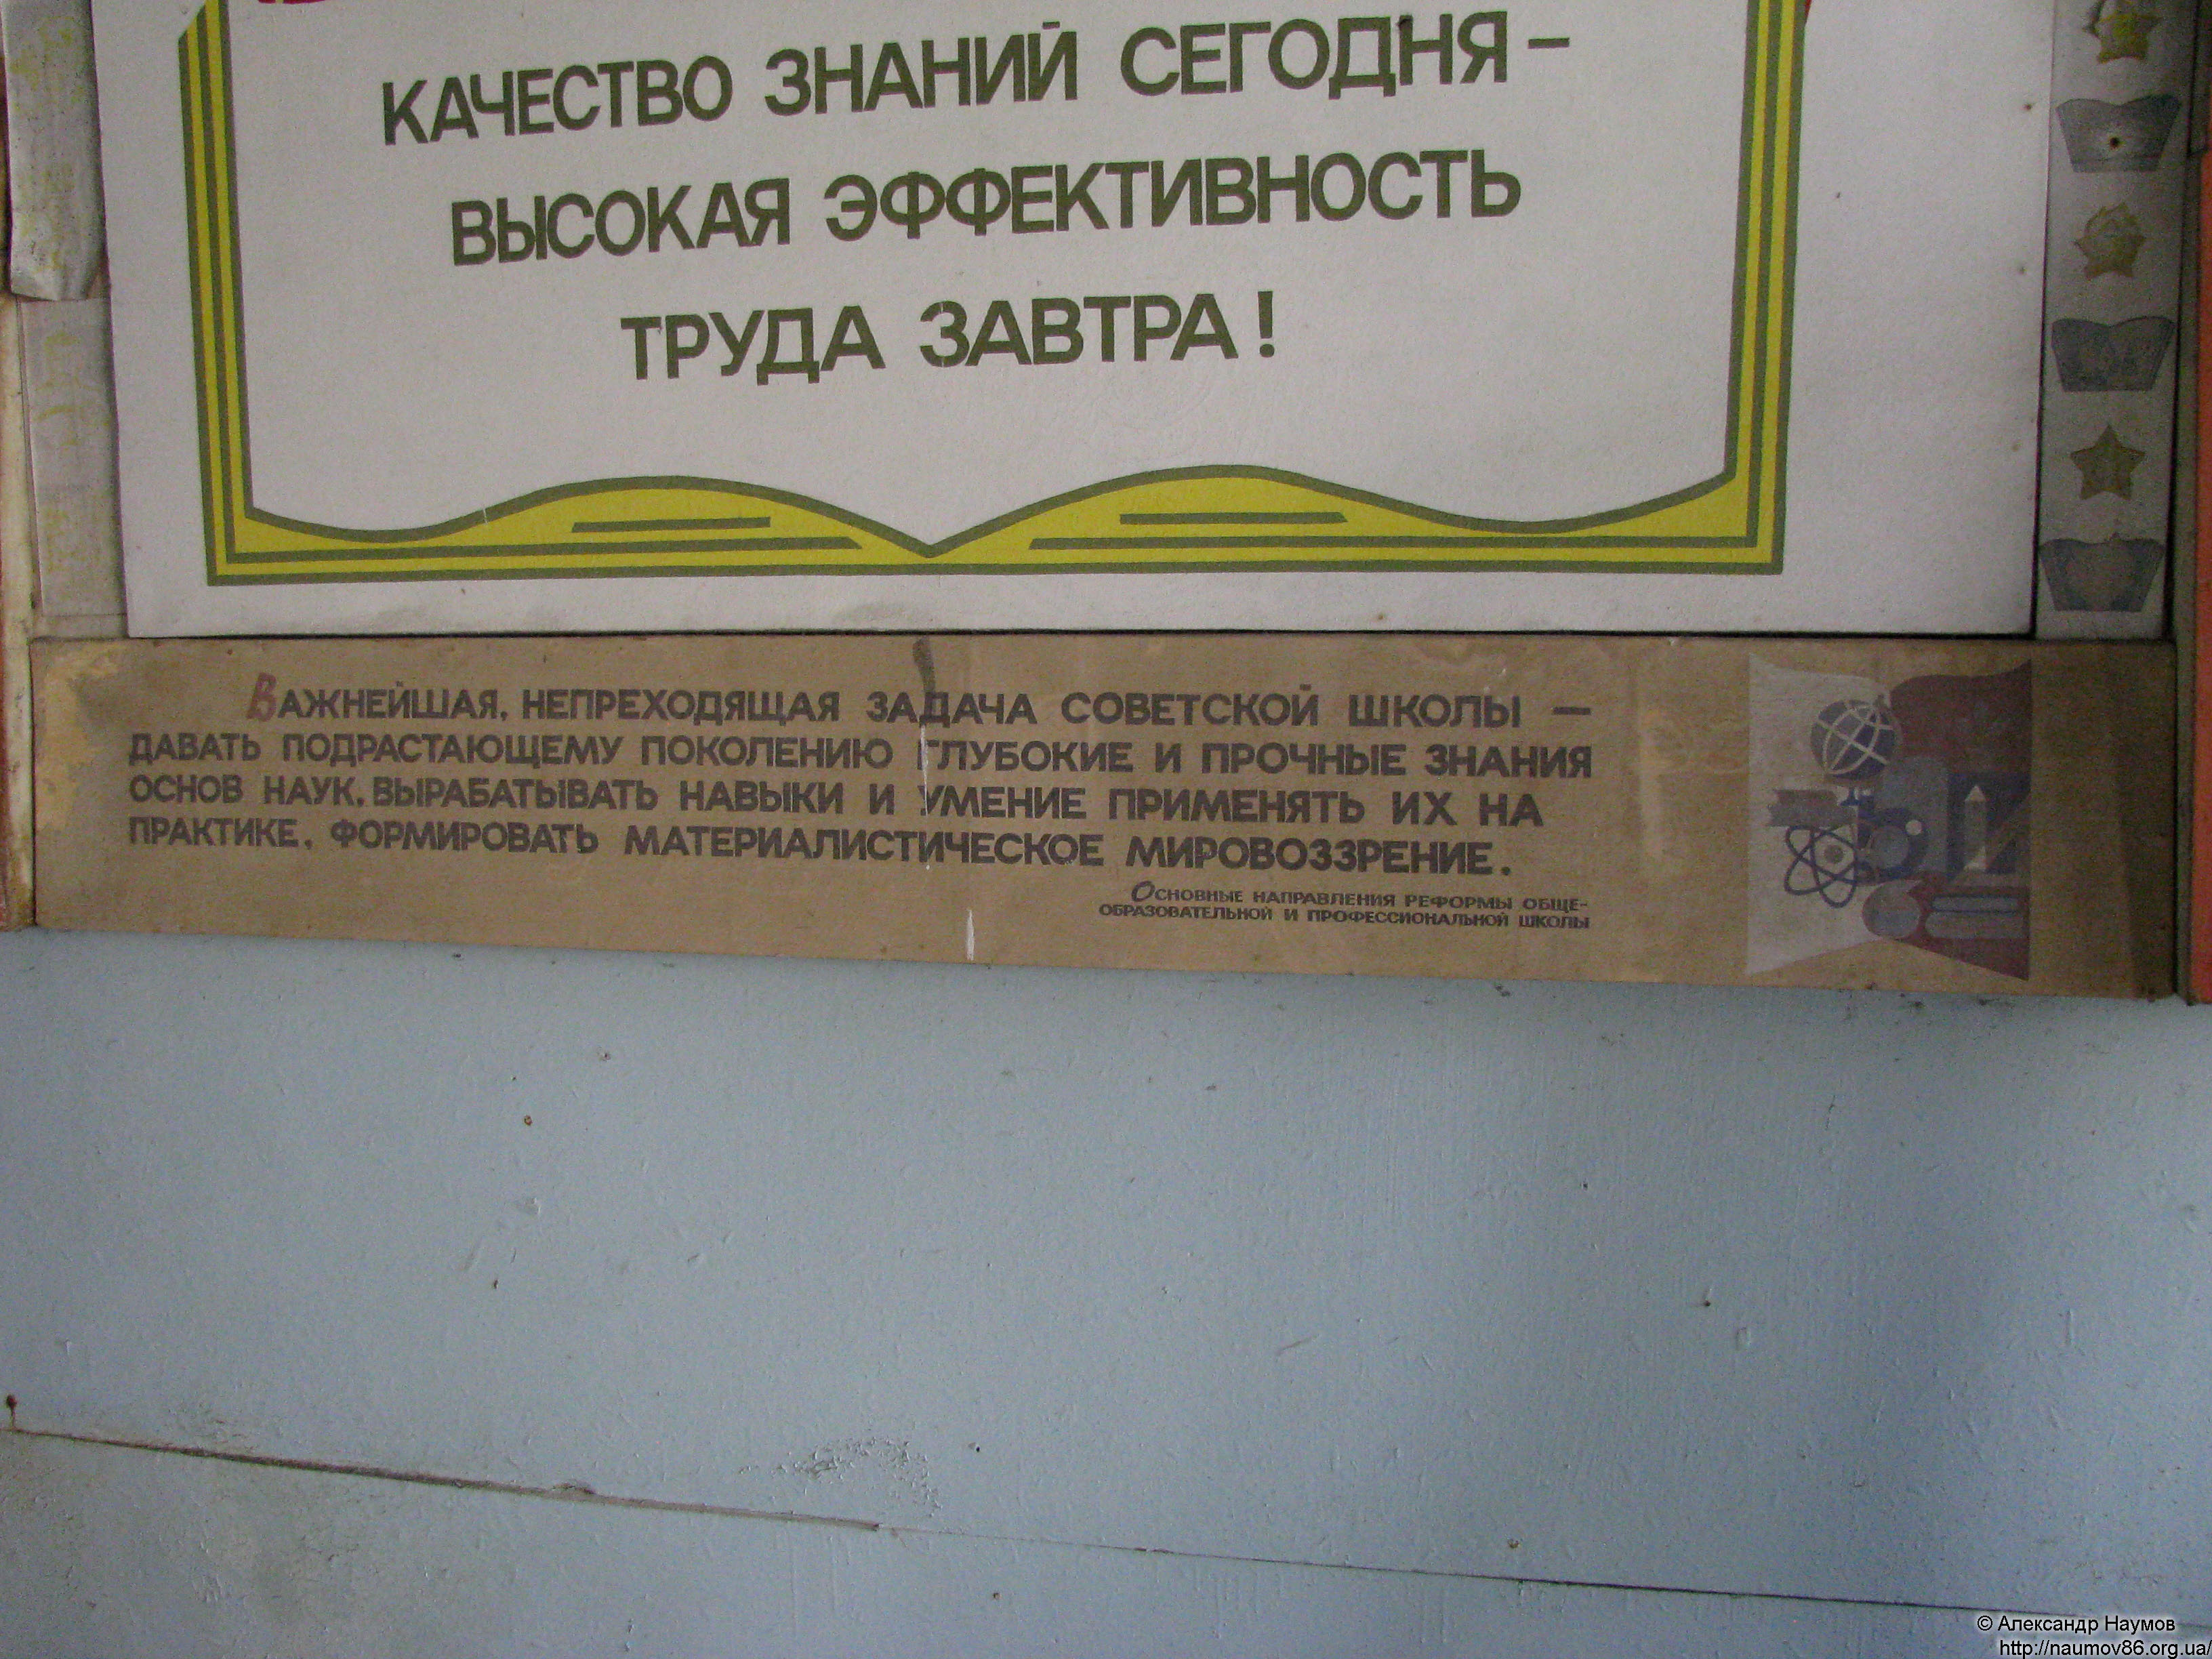 КАЧЕСТВО ЗНАНИЙ СЕГОДНЯ –
ВЫСОКАЯ ЭФФЕКТИВНОСТЬ
ТРУДА ЗАВТРА!
ВАЖНЕЙШАЯ, НЕПРЕХОДЯЩАЯ ЗАДАЧА СОВЕТСКОЙ ШКОЛЫ —
ДАВАТЬ ПОДРАСТАЮЩЕМУ ПОКОЛЕНИЮ ГЛУБОКИЕ И ПРОЧНЫЕ ЗНАНИЯ
ОСНОВ НАУК, ВЫРАБАТЫВАТЬ НАВЫКИ И УМЕНИЕ ПРИМЕНЯТЬ ИХ НА
ПРАКТИКЕ, ФОРМИРОВАТЬ МАТЕРИАЛИСТИЧЕСКОЕ МИРОВОЗЗРЕНИЕ.
ОСНОВНЫЕ НАПРАВЛЕНИЯ РЕФОРМЫ ОБЩЕ-
ОБРАЗОВАТЕЛЬНОЙ И ПРОФЕССИОНАЛЬНОЙ ШКОЛЫ
© Александр Наумов
http://naumov86.org.ua/